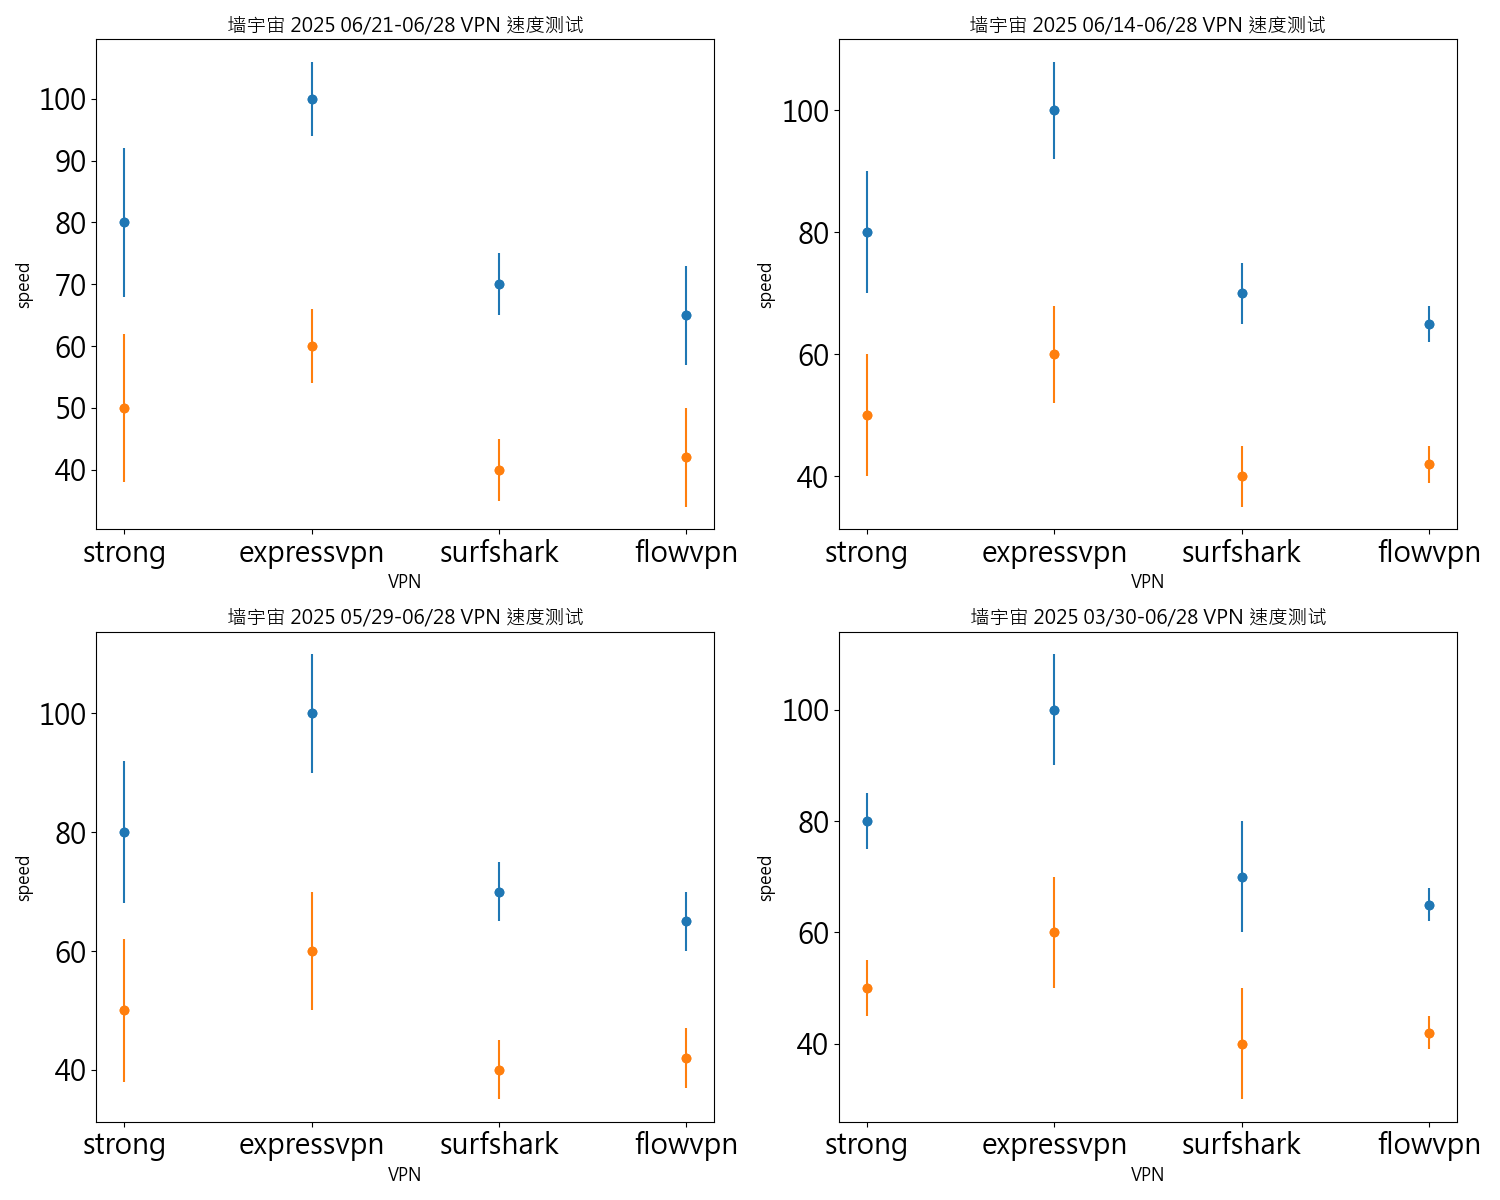 墙宇宙 2025 06/21-06/28 VPN 速度测试
100
90
80
70
60
50
40
speed
strong expressvpn surfshark flowvpn
VPN
墙宇宙 2025 06/14-06/28 VPN 速度测试
100
80
60
40
speed
strong expressvpn surfshark flowvpn
VPN
墙宇宙 2025 05/29-06/28 VPN 速度测试
100
80
60
40
speed
strong expressvpn surfshark flowvpn
VPN
墙宇宙 2025 03/30-06/28 VPN 速度测试
100
80
60
40
speed
strong expressvpn surfshark flowvpn
VPN